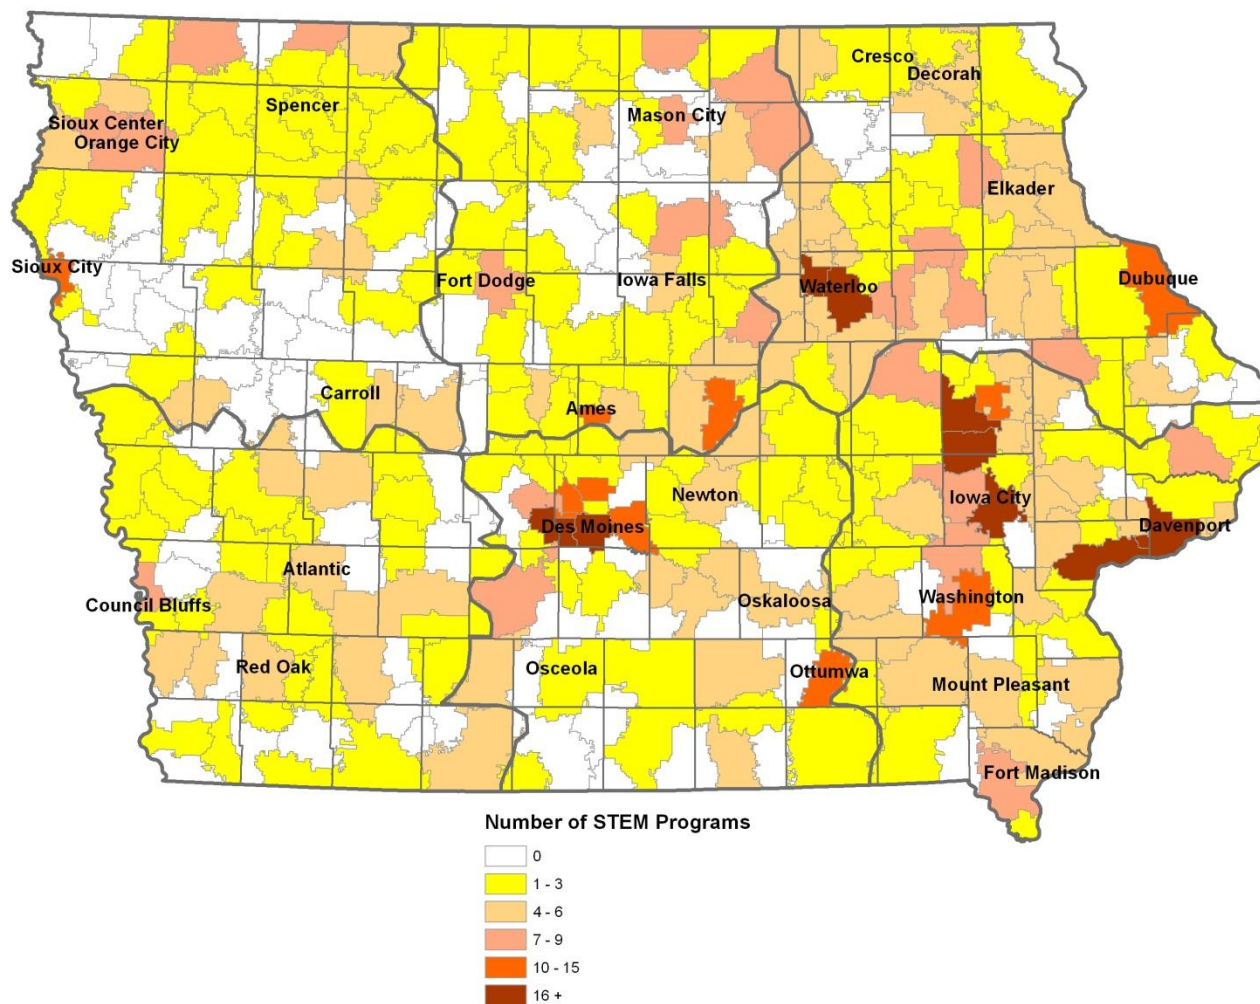 Cresco
Decorah
Spencer
Mason City
Sioux Center
Orange City
Elkader
Sioux City
Fort Dodge
Iowa Falls
Waterloo
Dubuque
Carroll
Ames
Newton
Iowa City
Des Moines
Davenport
Atlantic
Council Bluffs
Oskaloosa
Washington
Red Oak
Osceola
Ottumwa
Mount Pleasant
Fort Madison
Number of STEM Programs
0
1 - 3
4 - 6
7 - 9
10 - 15
16 +